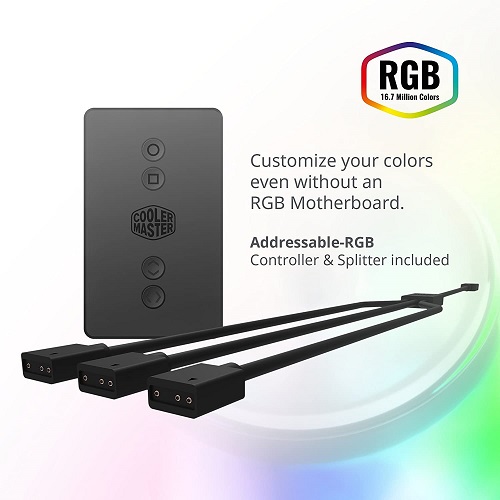 RGB
16.7 Million Colors
Customize your colors
even without an
RGB Motherboard.
Addressable-RGB
Controller & Splitter included
COOLER
MASTER